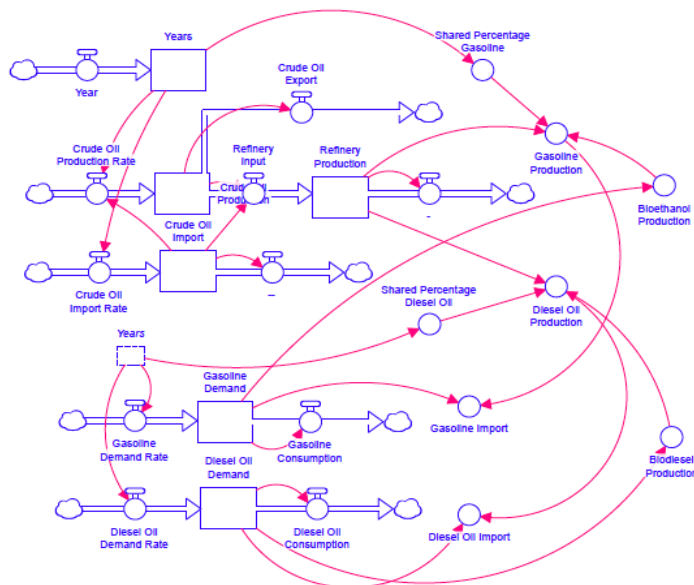 Years
Shared Percentage
Gasoline
Year
Crude Oil
Export
Crude Oil
Production Rate
Refinery
Input
Refinery
Production
Gasoline
Production
Crude Oil
Production
-
Bioethanol
Production
Crude Oil
Import
Crude Oil
Import Rate
-
Shared Percentage
Diesel Oil
Diesel Oil
Production
Years
Gasoline
Demand
Gasoline
Demand Rate
Gasoline
Consumption
Gasoline Import
Biodiesel
Production
Diesel Oil
Demand
Diesel Oil
Demand Rate
Diesel Oil
Consumption
Diesel Oil Import